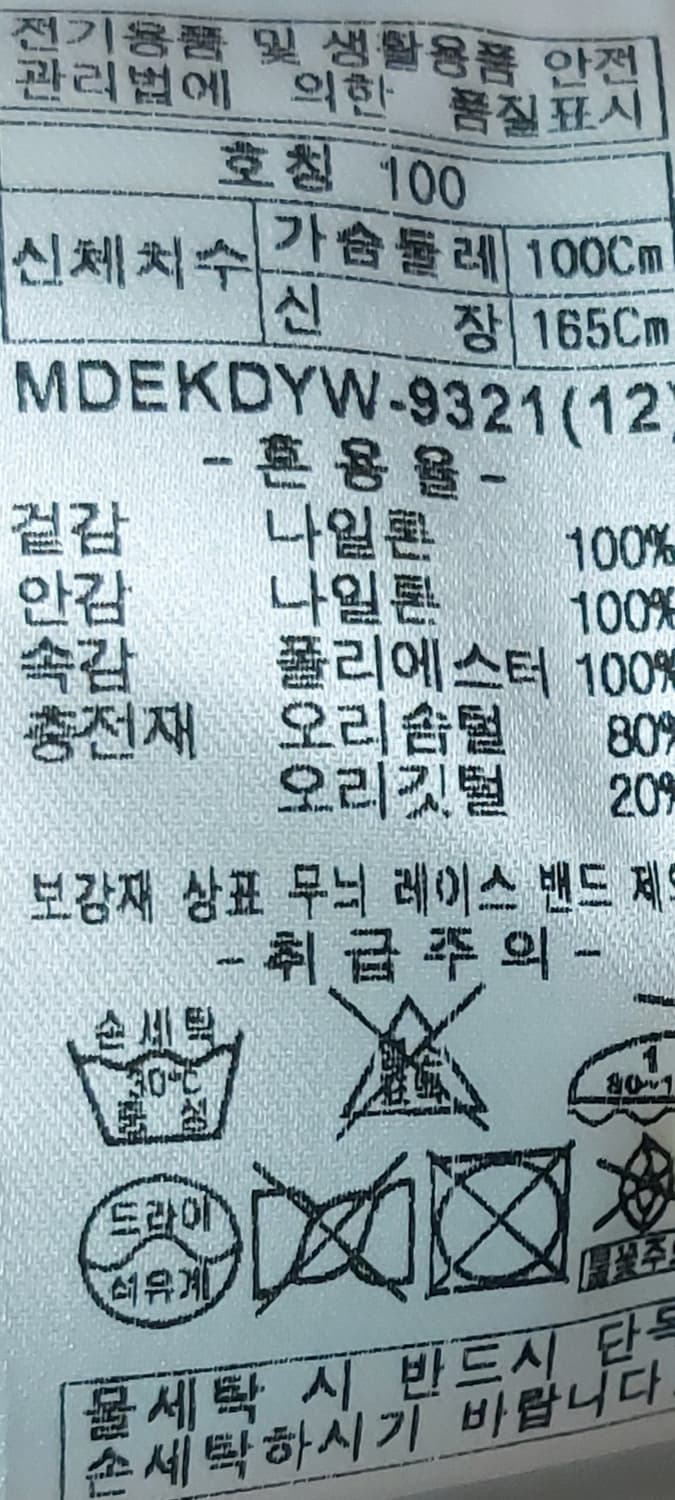 전기용품 및 생활용품 안전
관리법에 의한 품질표시
호칭 100
신체치수 가슴둘레 100Cm
신 장 165Cm
MDEKDYW-9321(12)
- 혼 용 율 -
겉감 나일론 100%
안감 나일론 100%
속감 폴리에스터 100%
충전재 오리솜털 80%
오리깃털 20%
보강재 상표 무늬 레이스 밴드
- 취 급 주 의 -
손세탁
30℃
중 성
1
드라이
석유계
물세탁 시 반드시 단독
손세탁하시기 바랍니다.